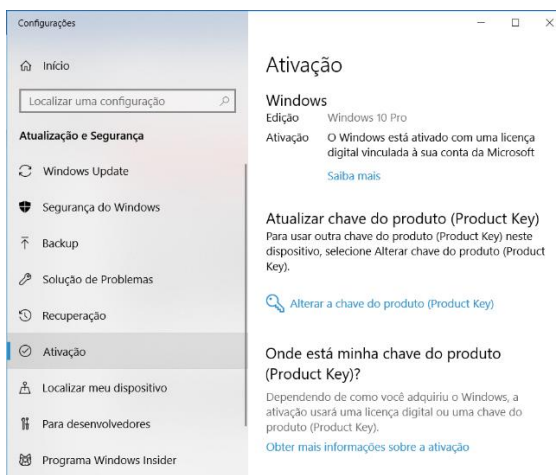 Configurações
Início
Localizar uma configuração
Atualização e Segurança
Windows Update
Segurança do Windows
Backup
Solução de Problemas
Recuperação
Ativação
Localizar meu dispositivo
Para desenvolvedores
Programa Windows Insider
Ativação
Windows
Edição Windows 10 Pro
Ativação O Windows está ativado com uma licença
digital vinculada à sua conta da Microsoft
Saiba mais
Atualizar chave do produto (Product Key)
Para usar outra chave do produto (Product Key) neste
dispositivo, selecione Alterar chave do produto (Product
Key).
Alterar a chave do produto (Product Key)
Onde está minha chave do produto
(Product Key)?
Dependendo de como você adquiriu o Windows, a
ativação usará uma licença digital ou uma chave do
produto (Product Key).
Obter mais informações sobre a ativação